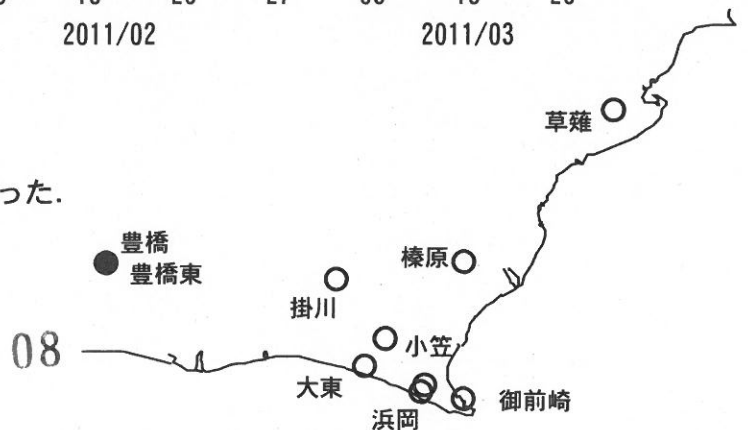 2011/02 2011/03
草薙
った.
豊橋
豊橋東
榛原
掛川
08
小笠
大東
御前崎
浜岡